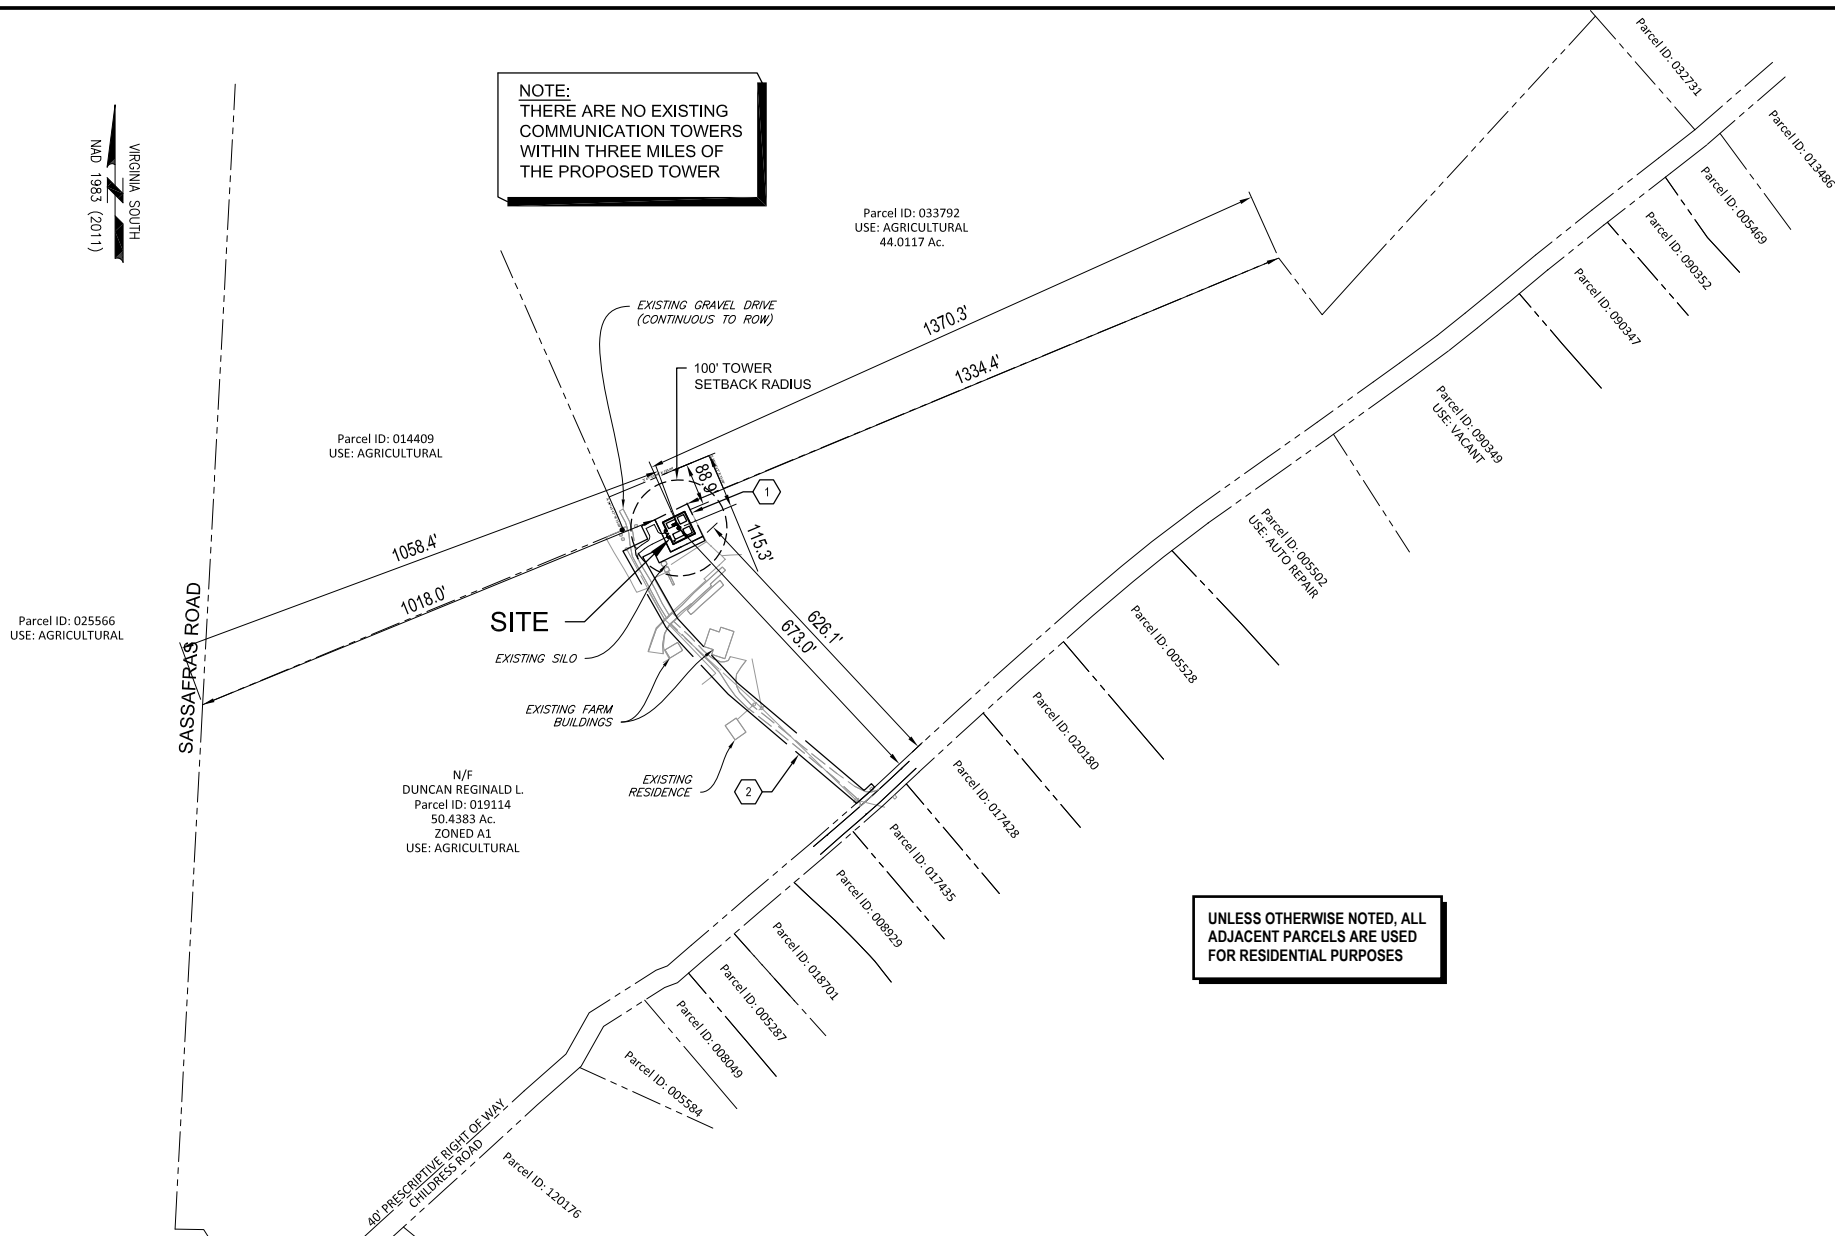 NOTE:
THERE ARE NO EXISTING
COMMUNICATION TOWERS
WITHIN THREE MILES OF
THE PROPOSED TOWER
VIRGINIA SOUTH
NAD 1983 (2011)
Parcel ID: 033792
USE: AGRICULTURAL
44.0117 Ac.
EXISTING GRAVEL DRIVE
(CONTINUOUS TO ROW)
100' TOWER
SETBACK RADIUS
1370.3'
1334.4'
Parcel ID: 014409
USE: AGRICULTURAL
88.9'
1
115.3'
1058.4'
1018.0'
SASSAFRAS ROAD
Parcel ID: 025566
USE: AGRICULTURAL
SITE
626.1'
673.0'
EXISTING SILO
EXISTING FARM
BUILDINGS
EXISTING
RESIDENCE
2
N/F
DUNCAN REGINALD L.
Parcel ID: 019114
50.4383 Ac.
ZONED A1
USE: AGRICULTURAL
Parcel ID: 032731
Parcel ID: 013486
Parcel ID: 005469
Parcel ID: 090352
Parcel ID: 090347
Parcel ID: 090349
USE: VACANT
Parcel ID: 005502
USE: AUTO REPAIR
Parcel ID: 005528
Parcel ID: 020180
Parcel ID: 017428
Parcel ID: 017435
Parcel ID: 008929
Parcel ID: 018701
Parcel ID: 005287
Parcel ID: 008049
Parcel ID: 005584
Parcel ID: 120176
40' PRESCRIPTIVE RIGHT OF WAY
CHILDRESS ROAD
UNLESS OTHERWISE NOTED, ALL
ADJACENT PARCELS ARE USED
FOR RESIDENTIAL PURPOSES